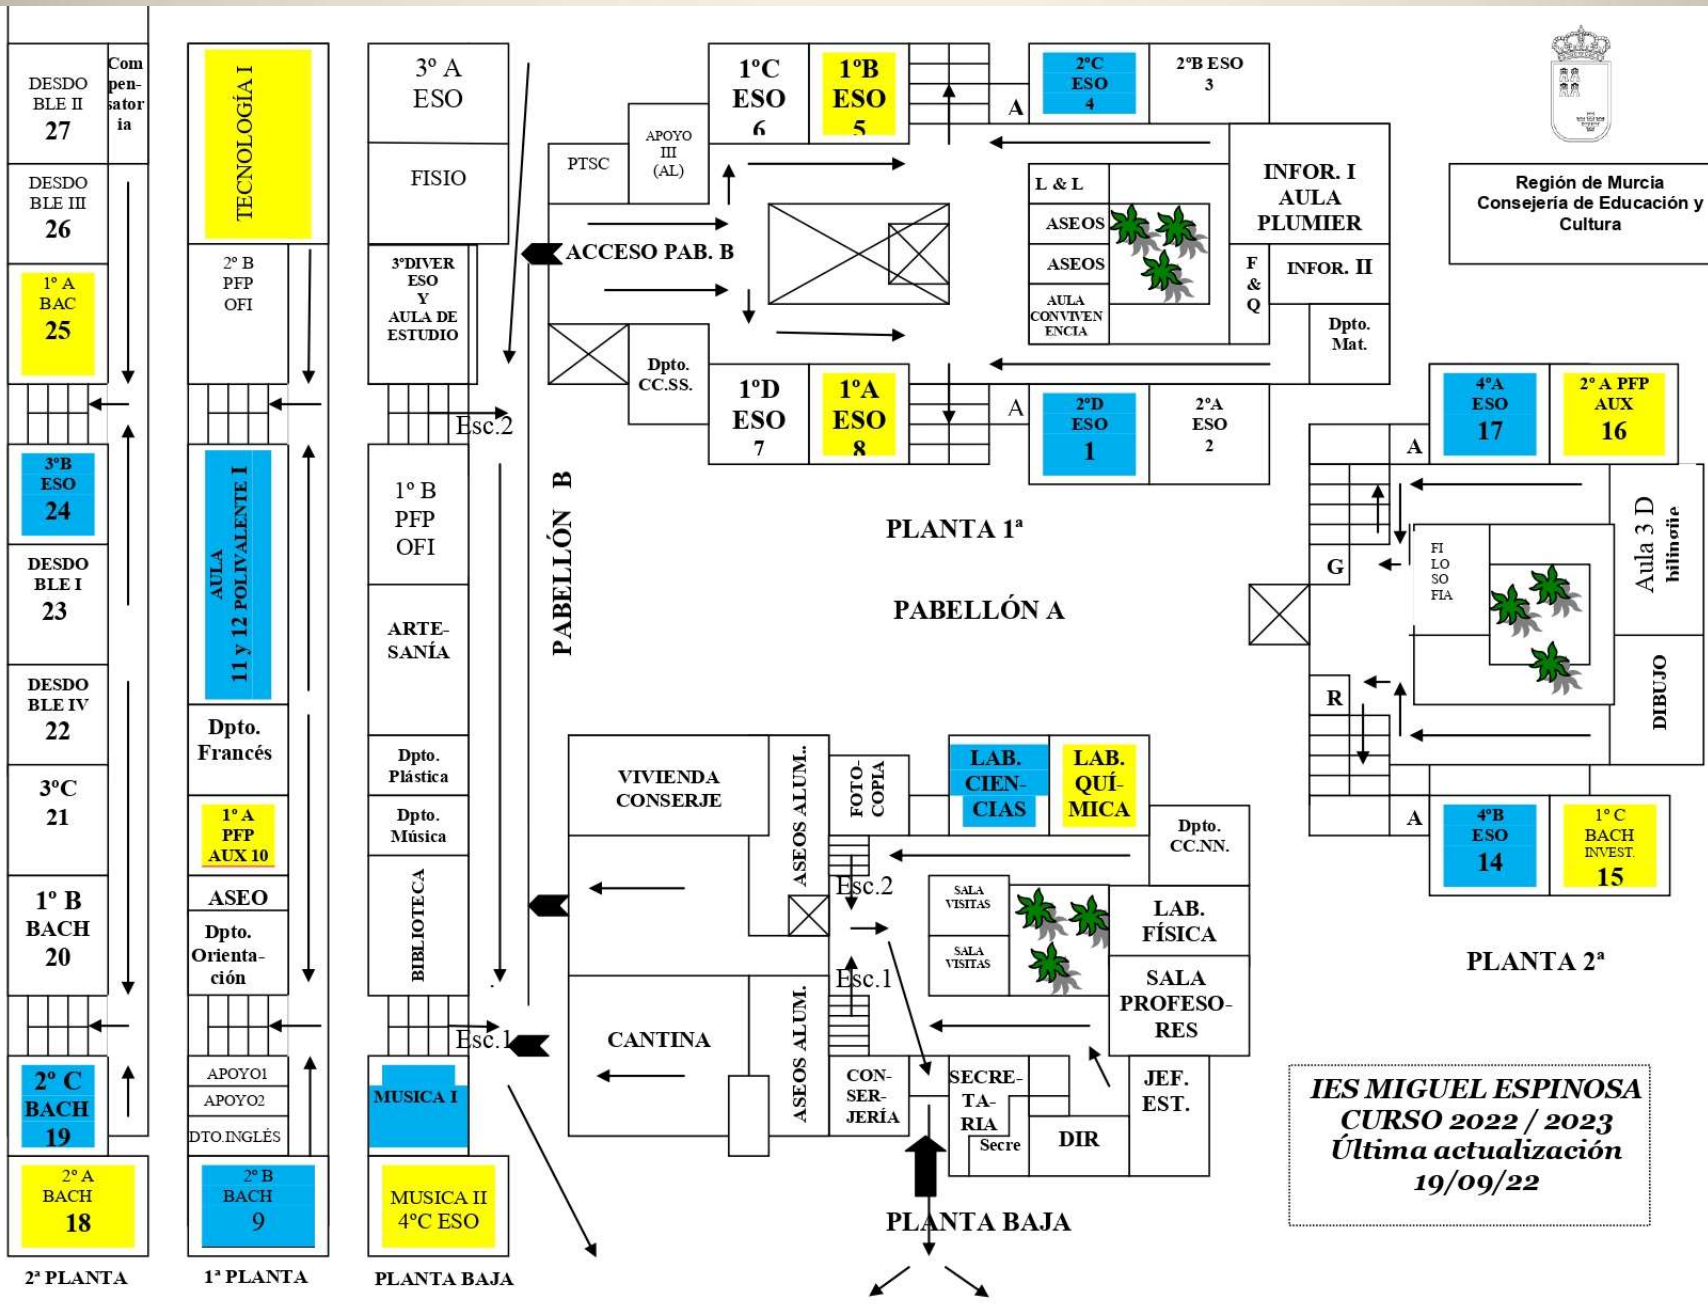 DESDO
BLE II
27
Com
pen-
sator
ia
DESDO
BLE III
26
1º A
BAC
25
3ºB
ESO
24
DESDO
BLE I
23
DESDO
BLE IV
22
3ºC
21
1º B
BACH
20
2º C
BACH
19
2º A
BACH
18
2ª PLANTA
TECNOLOGÍA I
2º B
PFP
OFI
AULA
11 y 12 POLIVALENTE I
Dpto.
Francés
1º A
PFP
AUX 10
ASEO
Dpto.
Orienta-
ción
APOYO1
APOYO2
DTO.INGLÉS
2º B
BACH
9
1ª PLANTA
3º A
ESO
FISIO
3ºDIVER
ESO
Y
AULA DE
ESTUDIO
Esc.2
1º B
PFP
OFI
ARTE-
SANÍA
Dpto.
Plástica
Dpto.
Música
BIBLIOTECA
Esc.1
MUSICA I
MUSICA II
4ºC ESO
PLANTA BAJA
PABELLÓN B
1ºC
ESO
6
1ºB
ESO
5
A
2ºC
ESO
4
2ºB ESO
3
PTSC
APOYO
III
(AL)
ACCESO PAB. B
L & L
ASEOS
ASEOS
AULA
CONVIVEN
ENCIA
INFOR. I
AULA
PLUMIER
F
&
Q
INFOR. II
Dpto.
Mat.
Dpto.
CC.SS.
1ºD
ESO
7
1ºA
ESO
8
A
2ºD
ESO
1
2ºA
ESO
2
PLANTA 1ª
PABELLÓN A
Región de Murcia
Consejería de Educación y
Cultura
4ºA
ESO
17
2º A PFP
AUX
16
A
G
FI
LO
SO
FIA
Aula 3 D
bilingüe
R
DIBUJO
A
4ºB
ESO
14
1º C
BACH
INVEST.
15
PLANTA 2ª
VIVIENDA
CONSERJE
ASEOS ALUM..
FOTO-
COPIA
LAB.
CIEN-
CIAS
LAB.
QUÍ-
MICA
Dpto.
CC.NN.
Esc.2
SALA
VISITAS
SALA
VISITAS
LAB.
FÍSICA
Esc.1
SALA
PROFESO-
RES
CANTINA
ASEOS ALUM.
CON-
SER-
JERÍA
SECRE-
TA-
RIA
Secre
DIR
JEF.
EST.
PLANTA BAJA
IES MIGUEL ESPINOSA
CURSO 2022 / 2023
Última actualización
19/09/22